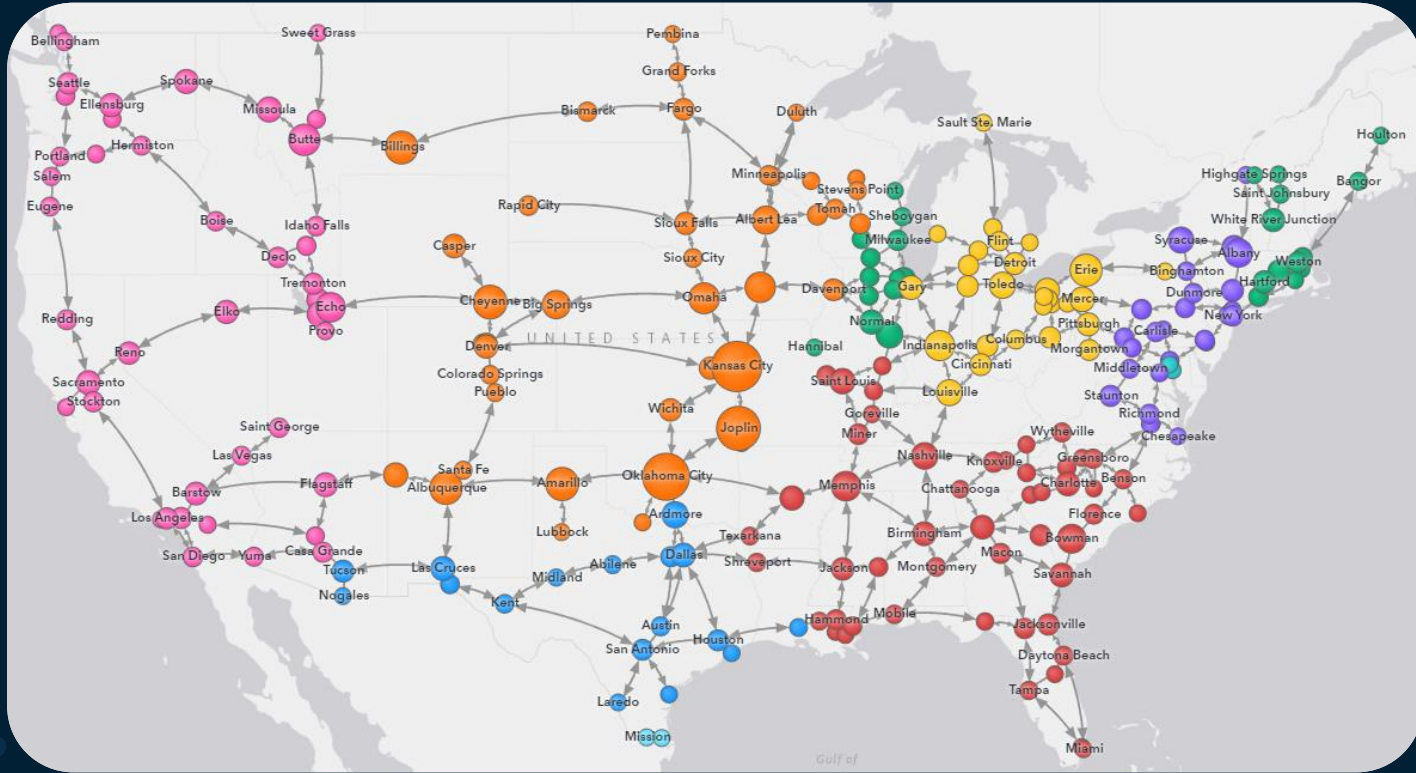 Sweet Grass
Pembina
Bellingham
Grand Forks
Seattle
Spokane
Ellensburg
Missoula
Bismarck
Fargo
Duluth
Sault Ste. Marie
Houlton
Butte
Billings
Hermiston
Portland
Salem
Minneapolis
Highgate Springs
Bangor
Stevens Point
Saint Johnsbury
Eugene
Rapid City
Tomah
Boise
Idaho Falls
Sioux Falls
Albert Lea
Sheboygan
White River Junction
Casper
Milwaukee
Flint
Syracuse
Albany
Declo
Sioux City
Detroit
Erie
Binghamton
Weston
Tremonton
Davenport
Gary
Toledo
Hartford
Echo
Cheyenne
Big Springs
Omaha
Mercer
Dunmore
Elko
Redding
Provo
Normal
New York
Pittsburgh
Carlisle
UNITED STATES
Denver
Hannibal
Indianapolis
Columbus
Morgantown
Reno
Kansas City
Cincinnati
Middletown
Colorado Springs
Sacramento
Saint Louis
Pueblo
Louisville
Staunton
Stockton
Wichita
Goreville
Richmond
Saint George
Joplin
Miner
Wytheville
Chesapeake
Las Vegas
Nashville
Knoxville
Greensboro
Santa Fe
Barstow
Flagstaff
Albuquerque
Amarillo
Oklahoma City
Memphis
Chattanooga
Charlotte
Benson
Los Angeles
Ardmore
Florence
Lubbock
Texarkana
Birmingham
Bowman
San Diego
Yuma
Casa Grande
Dallas
Shreveport
Macon
Tucson
Las Cruces
Abilene
Jackson
Montgomery
Savannah
Midland
Nogales
Kent
Hammond
Mobile
Austin
Jacksonville
San Antonio
Houston
Daytona Beach
Tampa
Laredo
Mission
Miami
Gulf of